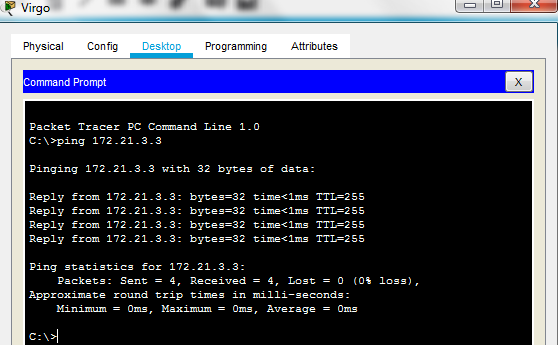 Virgo
Physical Config Desktop Programming Attributes
Command Prompt X
Packet Tracer PC Command Line 1.0
C:\>ping 172.21.3.3
Pinging 172.21.3.3 with 32 bytes of data:
Reply from 172.21.3.3: bytes=32 time<1ms TTL=255
Reply from 172.21.3.3: bytes=32 time<1ms TTL=255
Reply from 172.21.3.3: bytes=32 time<1ms TTL=255
Reply from 172.21.3.3: bytes=32 time<1ms TTL=255
Ping statistics for 172.21.3.3:
Packets: Sent = 4, Received = 4, Lost = 0 (0% loss),
Approximate round trip times in milli-seconds:
Minimum = 0ms, Maximum = 0ms, Average = 0ms
C:\>